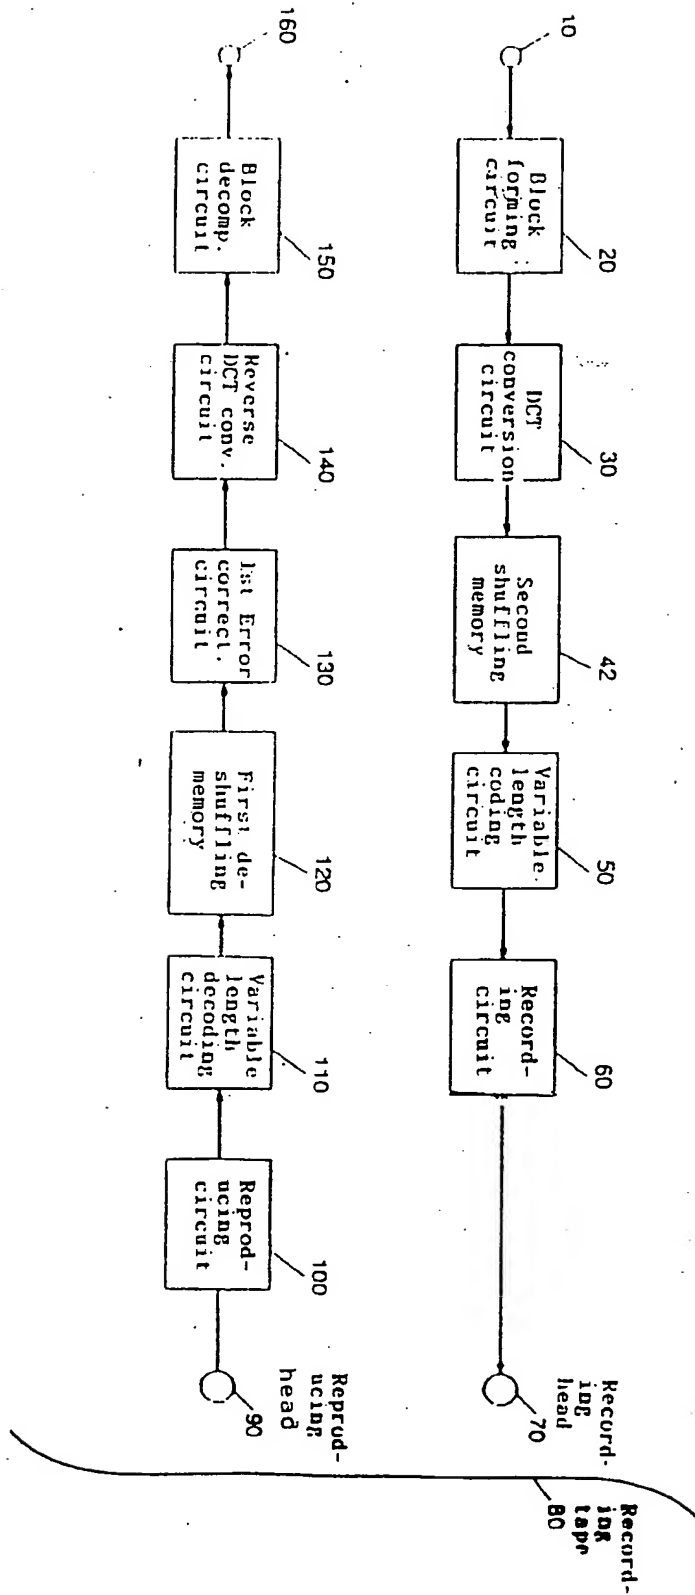 10
Block
forming
circuit
20
DCT
conversion
circuit
30
Second
shuffling
memory
42
Variable
length
coding
circuit
50
Record-
ing
circuit
60
Record-
ing
head
70
Record-
ing
tape
80
160
Block
decomp.
circuit
150
Reverse
DCT conv.
circuit
140
1st Error
correct.
circuit
130
First de-
shuffling
memory
120
Variable
length
decoding
circuit
110
Reprod-
ucing
circuit
100
Reprod-
ucing
head
90